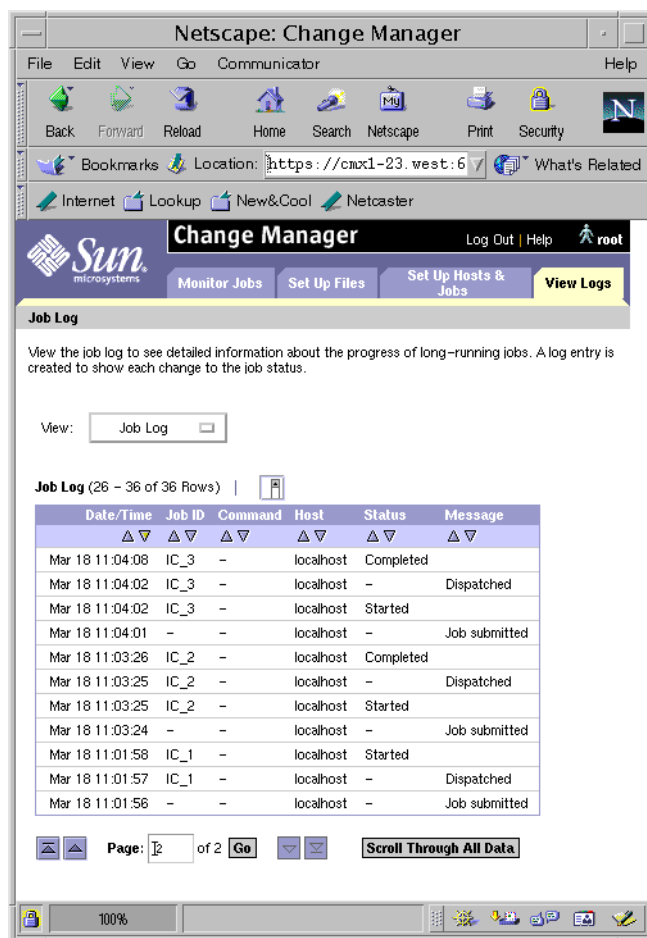 Netscape: Change Manager
File Edit View Go Communicator Help
My
N
Back Forward Reload Home Search Netscape Print Security
Bookmarks Location: https://cmx1-23.west:6 What's Related
Internet Lookup New&Cool Netcaster
Sun microsystems
Change Manager Log Out | Help root
Monitor Jobs Set Up Files Set Up Hosts & Jobs View Logs
Job Log
View the job log to see detailed information about the progress of long-running jobs. A log entry is
created to show each change to the job status.
View: Job Log
Job Log (26 - 36 of 36 Rows) |
Date/Time Job ID Command Host Status Message
Mar 18 11:04:08 IC_3 - localhost Completed
Mar 18 11:04:02 IC_3 - localhost - Dispatched
Mar 18 11:04:02 IC_3 - localhost Started
Mar 18 11:04:01 - - localhost - Job submitted
Mar 18 11:03:26 IC_2 - localhost Completed
Mar 18 11:03:25 IC_2 - localhost - Dispatched
Mar 18 11:03:25 IC_2 - localhost Started
Mar 18 11:03:24 - - localhost - Job submitted
Mar 18 11:01:58 IC_1 - localhost Started
Mar 18 11:01:57 IC_1 - localhost - Dispatched
Mar 18 11:01:56 - - localhost - Job submitted
Page: 2 of 2 Go Scroll Through All Data
100%